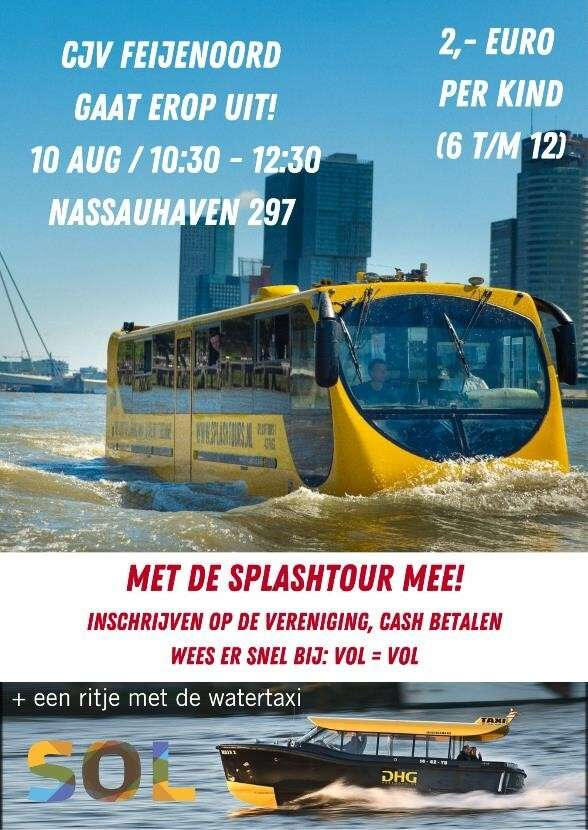 CJV FEIJENOORD
GAAT EROP UIT!
10 AUG / 10:30 - 12:30
NASSAUHAVEN 297
2,- EURO
PER KIND
(6 T/M 12)
WWW.SPLASHTOURS.NL
MET DE SPLASHTOUR MEE!
INSCHRIJVEN OP DE VERENIGING, CASH BETALEN
WEES ER SNEL BIJ: VOL = VOL
+ een ritje met de watertaxi
SOL
TAXI
DHG